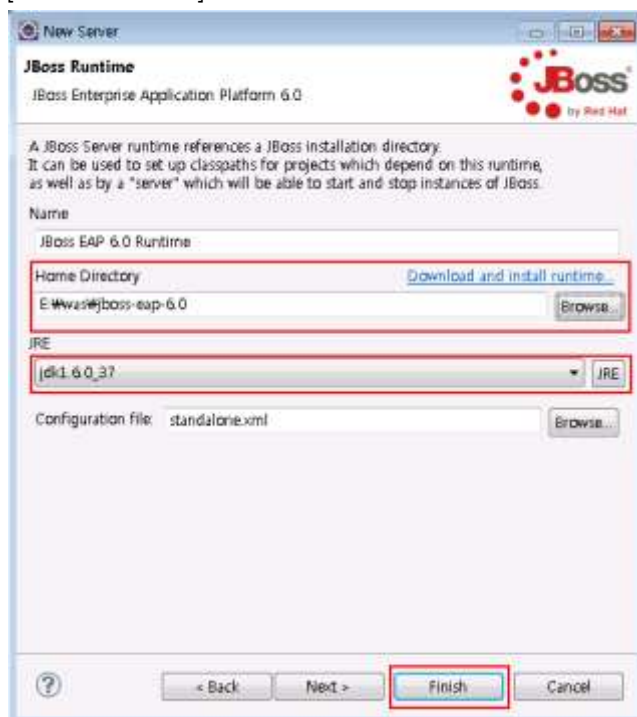 New Server
JBoss Runtime
JBoss Enterprise Application Platform 6.0
JBoss
by Red Hat
A JBoss Server runtime references a JBoss installation directory.
It can be used to set up classpaths for projects which depend on this runtime,
as well as by a "server" which will be able to start and stop instances of JBoss.
Name
JBoss EAP 6.0 Runtime
Home Directory
Download and install runtime...
E:₩was₩jboss-eap-6.0
Browse...
JRE
jdk1.6.0_37
JRE
Configuration file: standalone.xml
Browse...
?
< Back
Next >
Finish
Cancel